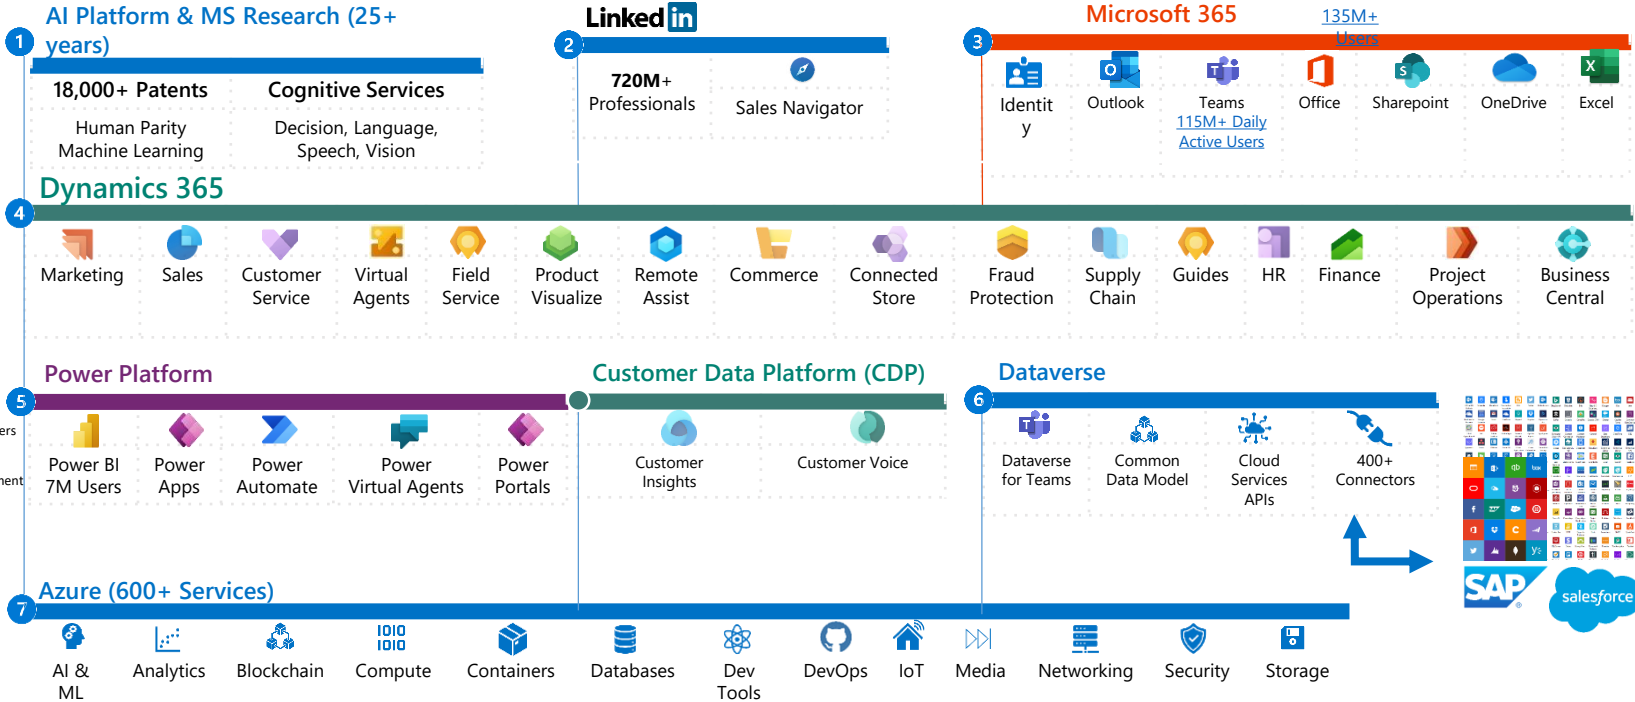 AI Platform & MS Research (25+
years)
1
18,000+ Patents
Human Parity
Machine Learning
Cognitive Services
Decision, Language,
Speech, Vision
Linked in
2
720M+
Professionals
Sales Navigator
Microsoft 365
135M+
Users
3
Identit
y
Outlook
Teams
115M+ Daily
Active Users
Office
Sharepoint
OneDrive
Excel
Dynamics 365
4
Marketing
Sales
Customer
Service
Virtual
Agents
Field
Service
Product
Visualize
Remote
Assist
Commerce
Connected
Store
Fraud
Protection
Supply
Chain
Guides
HR
Finance
Project
Operations
Business
Central
Power Platform
5
ers
ment
Power BI
7M Users
Power
Apps
Power
Automate
Power
Virtual Agents
Power
Portals
Customer Data Platform (CDP)
Customer
Insights
Customer Voice
Dataverse
6
Dataverse
for Teams
Common
Data Model
Cloud
Services
APIs
400+
Connectors
SAP
salesforce
Azure (600+ Services)
7
AI &
ML
Analytics
Blockchain
Compute
Containers
Databases
Dev
Tools
DevOps
IoT
Media
Networking
Security
Storage